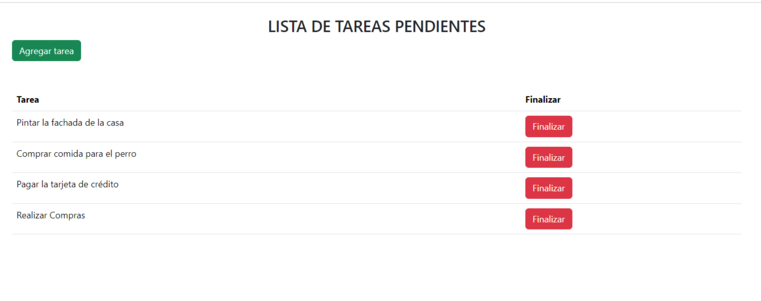 LISTA DE TAREAS PENDIENTES
Agregar tarea
Tarea Finalizar
Pintar la fachada de la casa Finalizar
Comprar comida para el perro Finalizar
Pagar la tarjeta de crédito Finalizar
Realizar Compras Finalizar